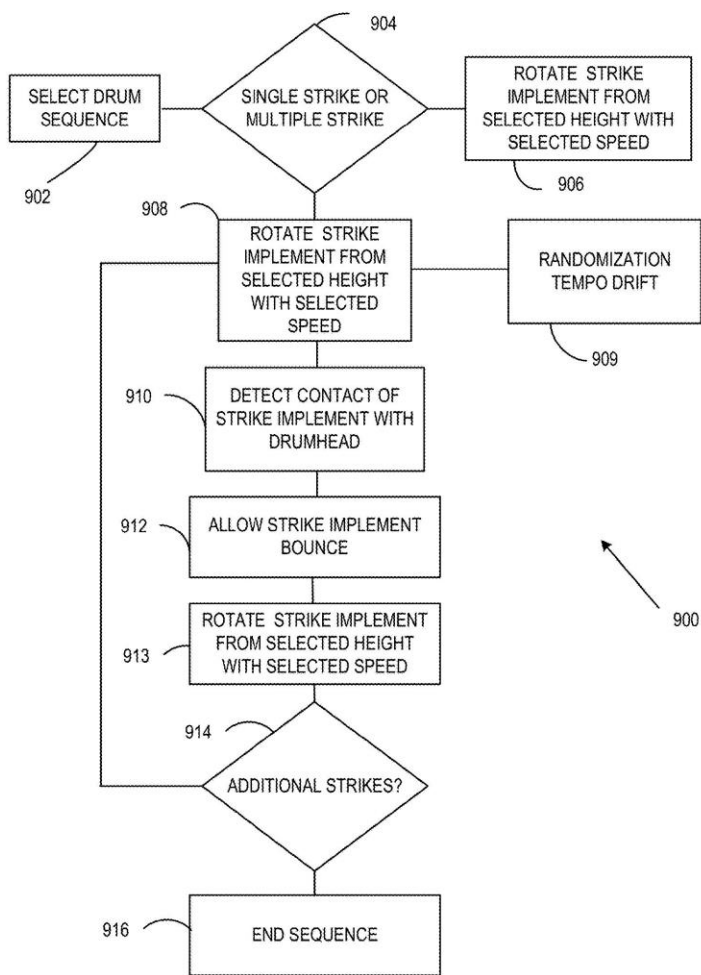 904
SELECT DRUM
SEQUENCE
SINGLE STRIKE OR
MULTIPLE STRIKE
ROTATE STRIKE
IMPLEMENT FROM
SELECTED HEIGHT WITH
SELECTED SPEED
902
906
908
ROTATE STRIKE
IMPLEMENT FROM
SELECTED HEIGHT
WITH SELECTED
SPEED
RANDOMIZATION
TEMPO DRIFT
909
910
DETECT CONTACT OF
STRIKE IMPLEMENT WITH
DRUMHEAD
912
ALLOW STRIKE IMPLEMENT
BOUNCE
900
913
ROTATE STRIKE IMPLEMENT
FROM SELECTED HEIGHT
WITH SELECTED SPEED
914
ADDITIONAL STRIKES?
916
END SEQUENCE